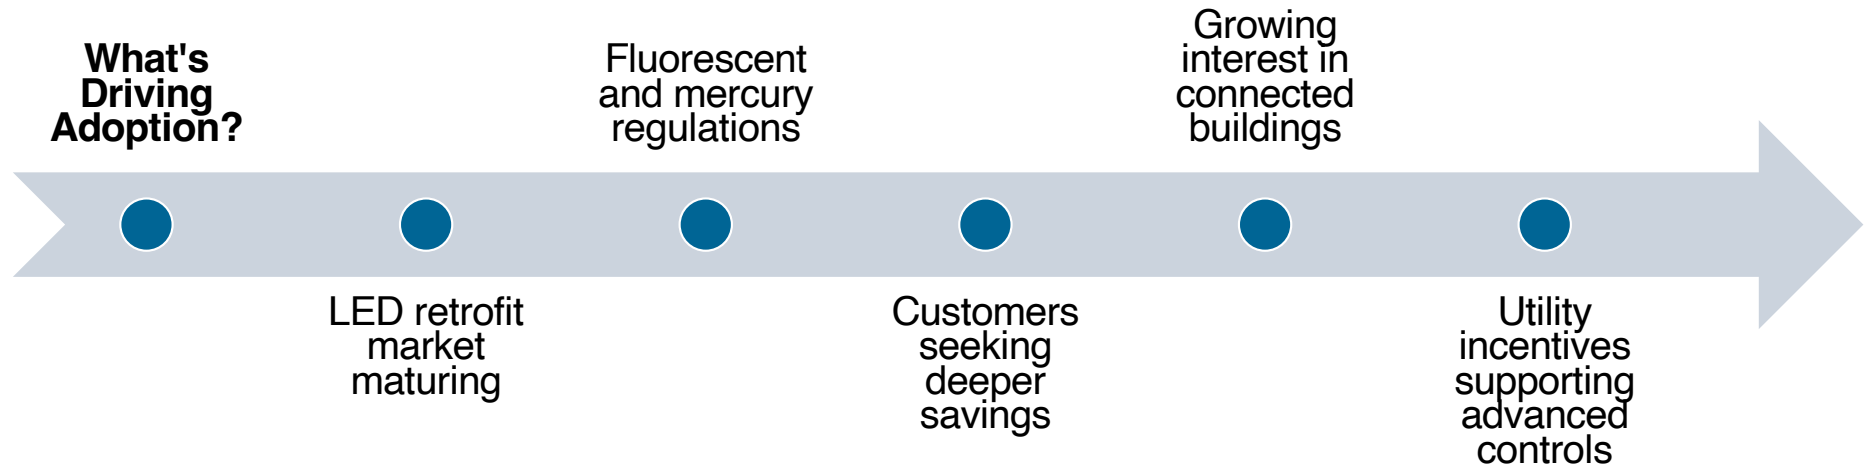 What's
Driving
Adoption?
LED retrofit
market
maturing
Fluorescent
and mercury
regulations
Customers
seeking
deeper
savings
Growing
interest in
connected
buildings
Utility
incentives
supporting
advanced
controls